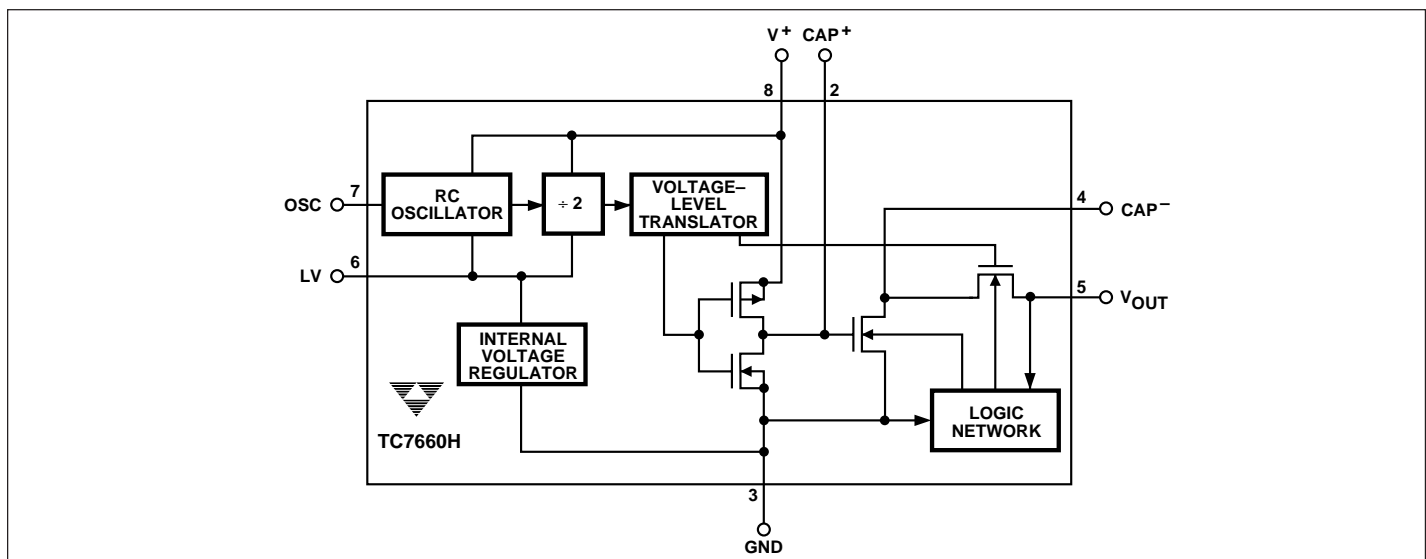 V+ CAP+
8 2
RC
OSCILLATOR
÷ 2
VOLTAGE–
LEVEL
TRANSLATOR
7
OSC
4
CAP–
6
LV
5
VOUT
INTERNAL
VOLTAGE
REGULATOR
LOGIC
NETWORK
TC7660H
3
GND